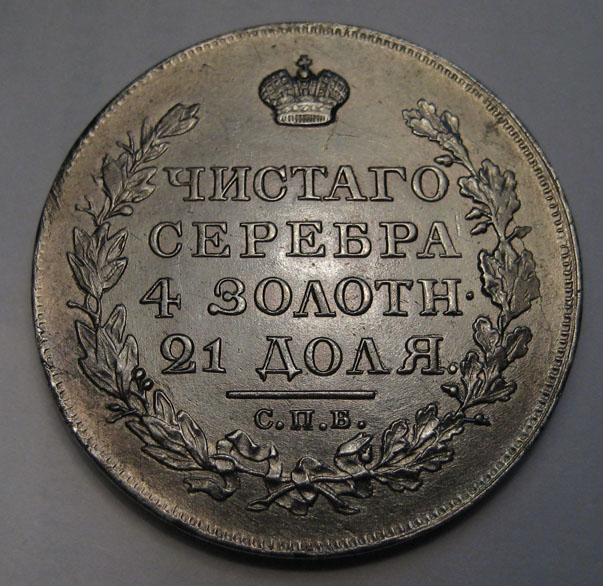 ЧИСТАГО
СЕРЕБРА
4 ЗОЛОТН.
21 ДОЛЯ.
С.П.Б.